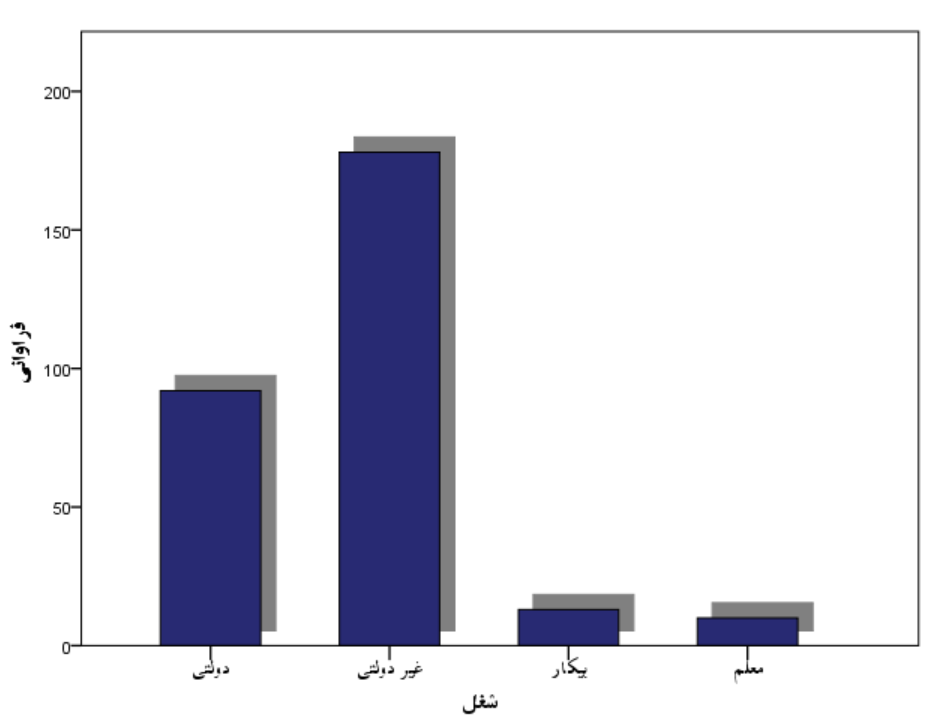 200
150
100
50
0
فراوانی
دولتی
غیر دولتی
بیکار
معلم
شغل